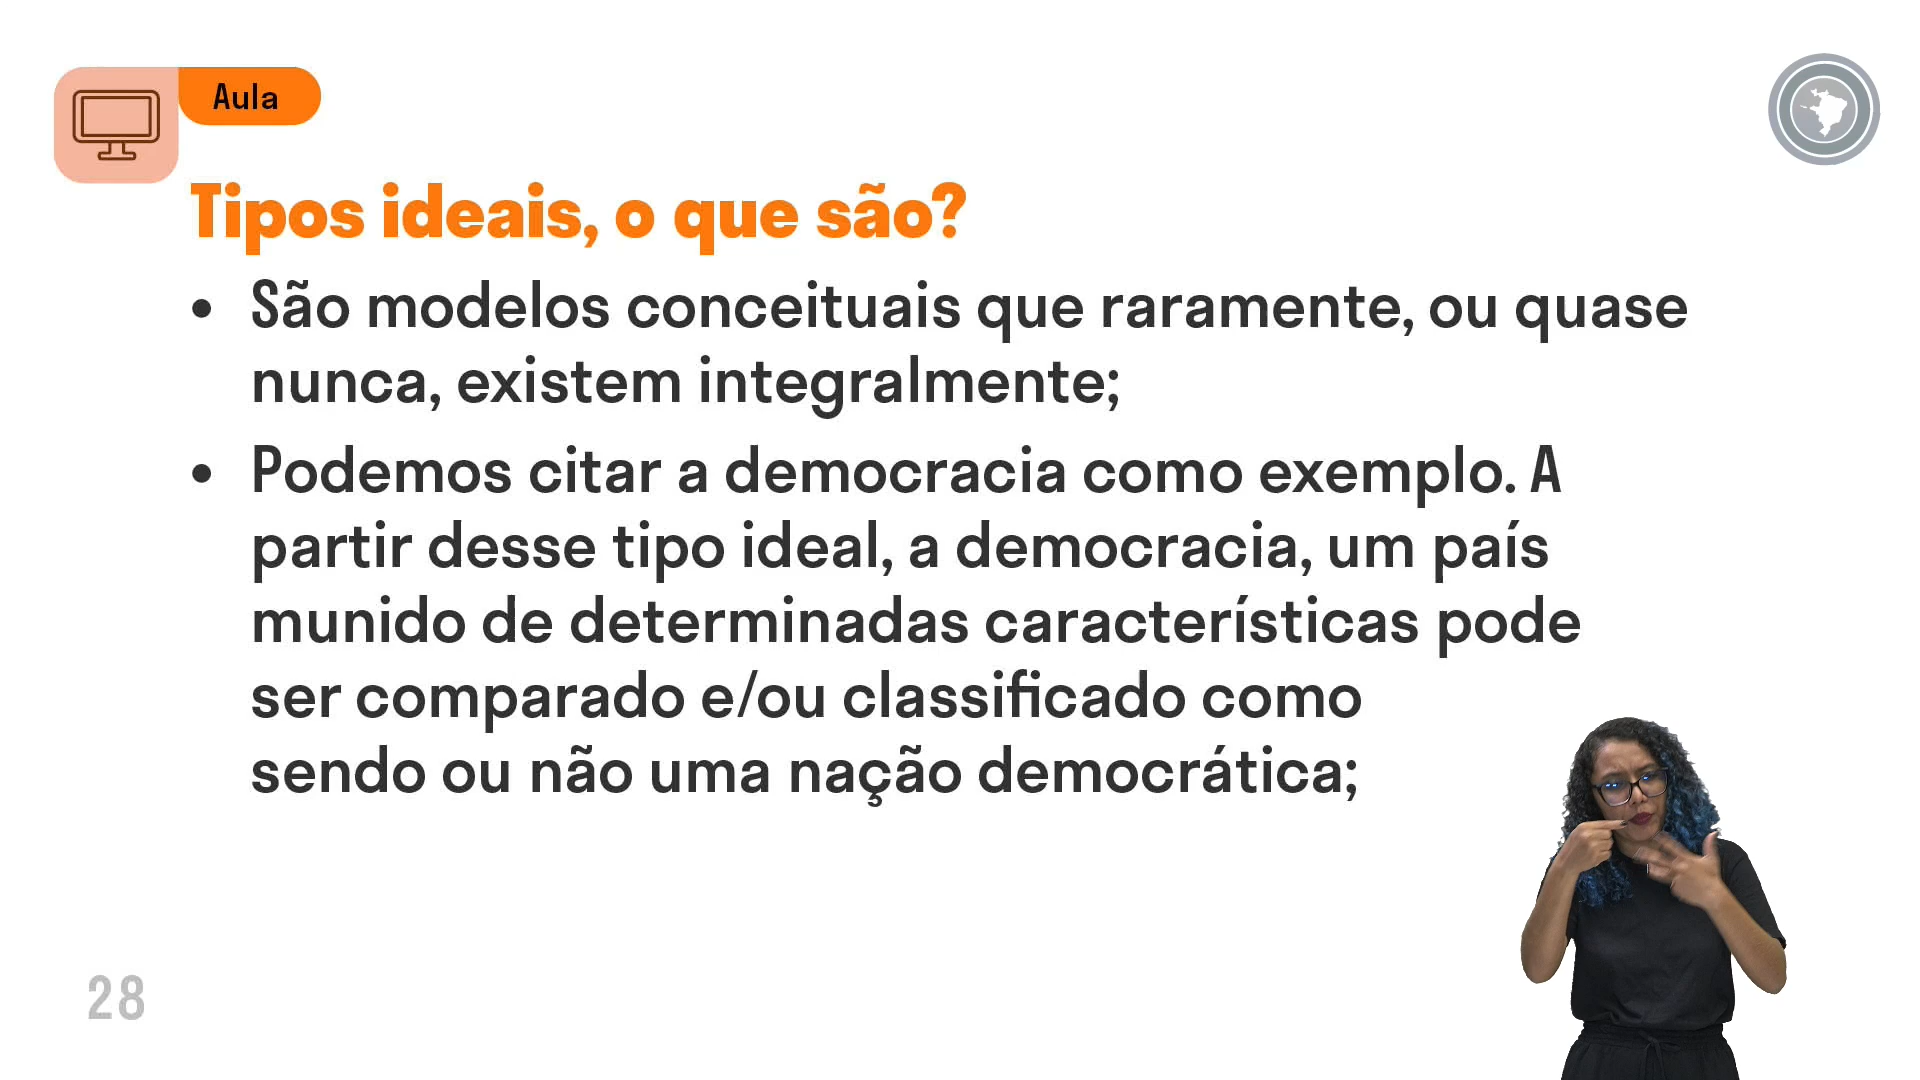 Aula
Tipos ideais, o que são?
• São modelos conceituais que raramente, ou quase
nunca, existem integralmente;
• Podemos citar a democracia como exemplo. A
partir desse tipo ideal, a democracia, um país
munido de determinadas características pode
ser comparado e/ou classificado como
sendo ou não uma nação democrática;
28